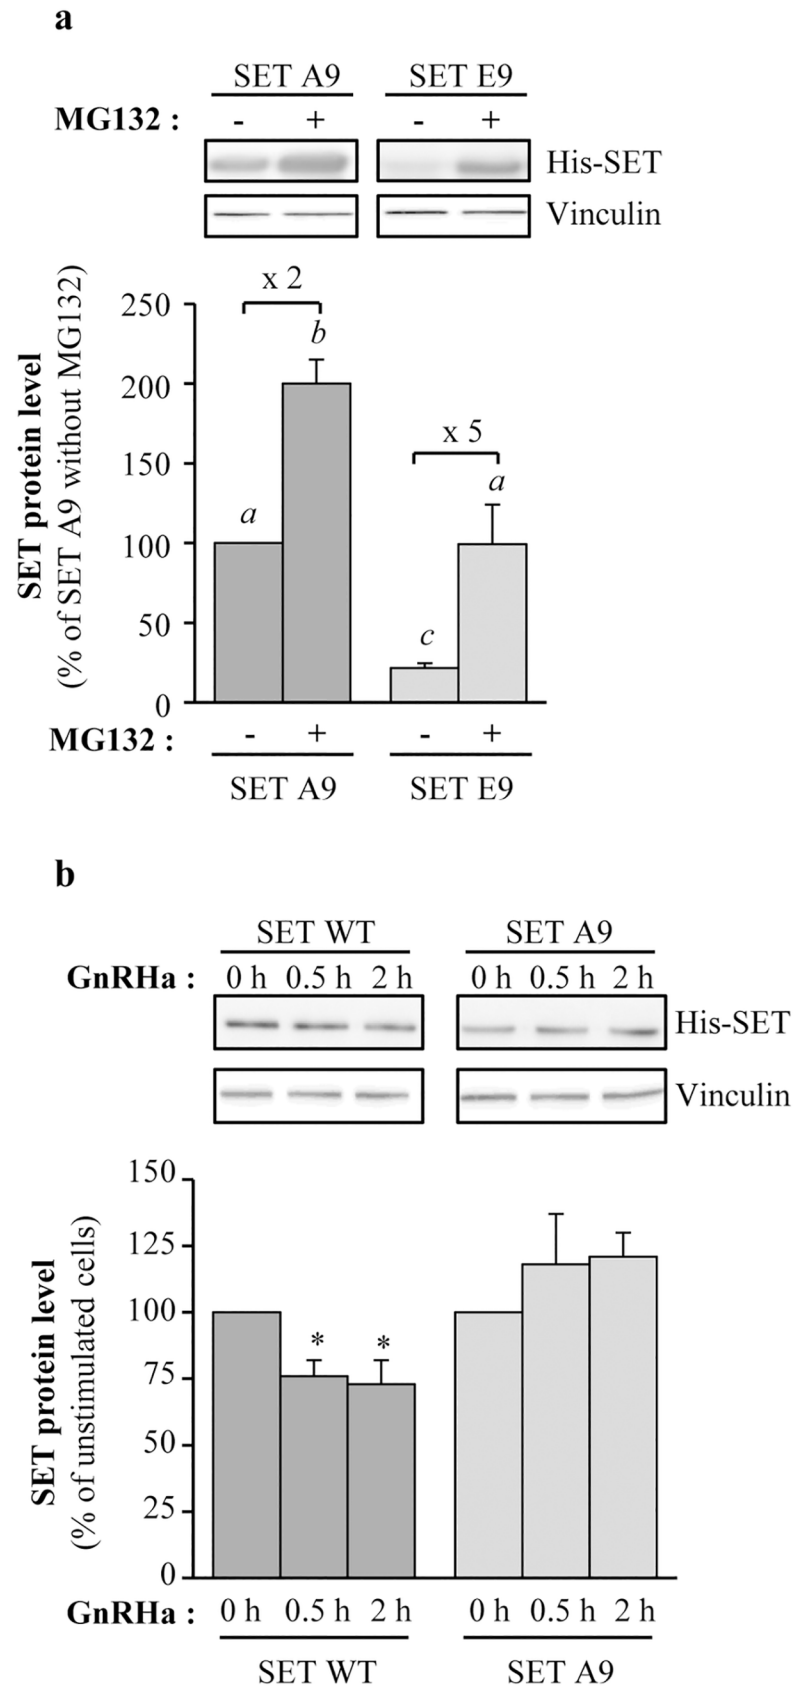 a
SET A9 SET E9
MG132 : - + - +
His-SET
Vinculin
x 2
b
x 5
a
a
c
250
200
150
100
50
0
SET protein level
(% of SET A9 without MG132)
MG132 : - + - +
SET A9 SET E9
b
SET WT SET A9
GnRHa : 0 h 0.5 h 2 h 0 h 0.5 h 2 h
His-SET
Vinculin
150
125
100
75
50
25
0
* *
SET protein level
(% of unstimulated cells)
GnRHa : 0 h 0.5 h 2 h 0 h 0.5 h 2 h
SET WT SET A9